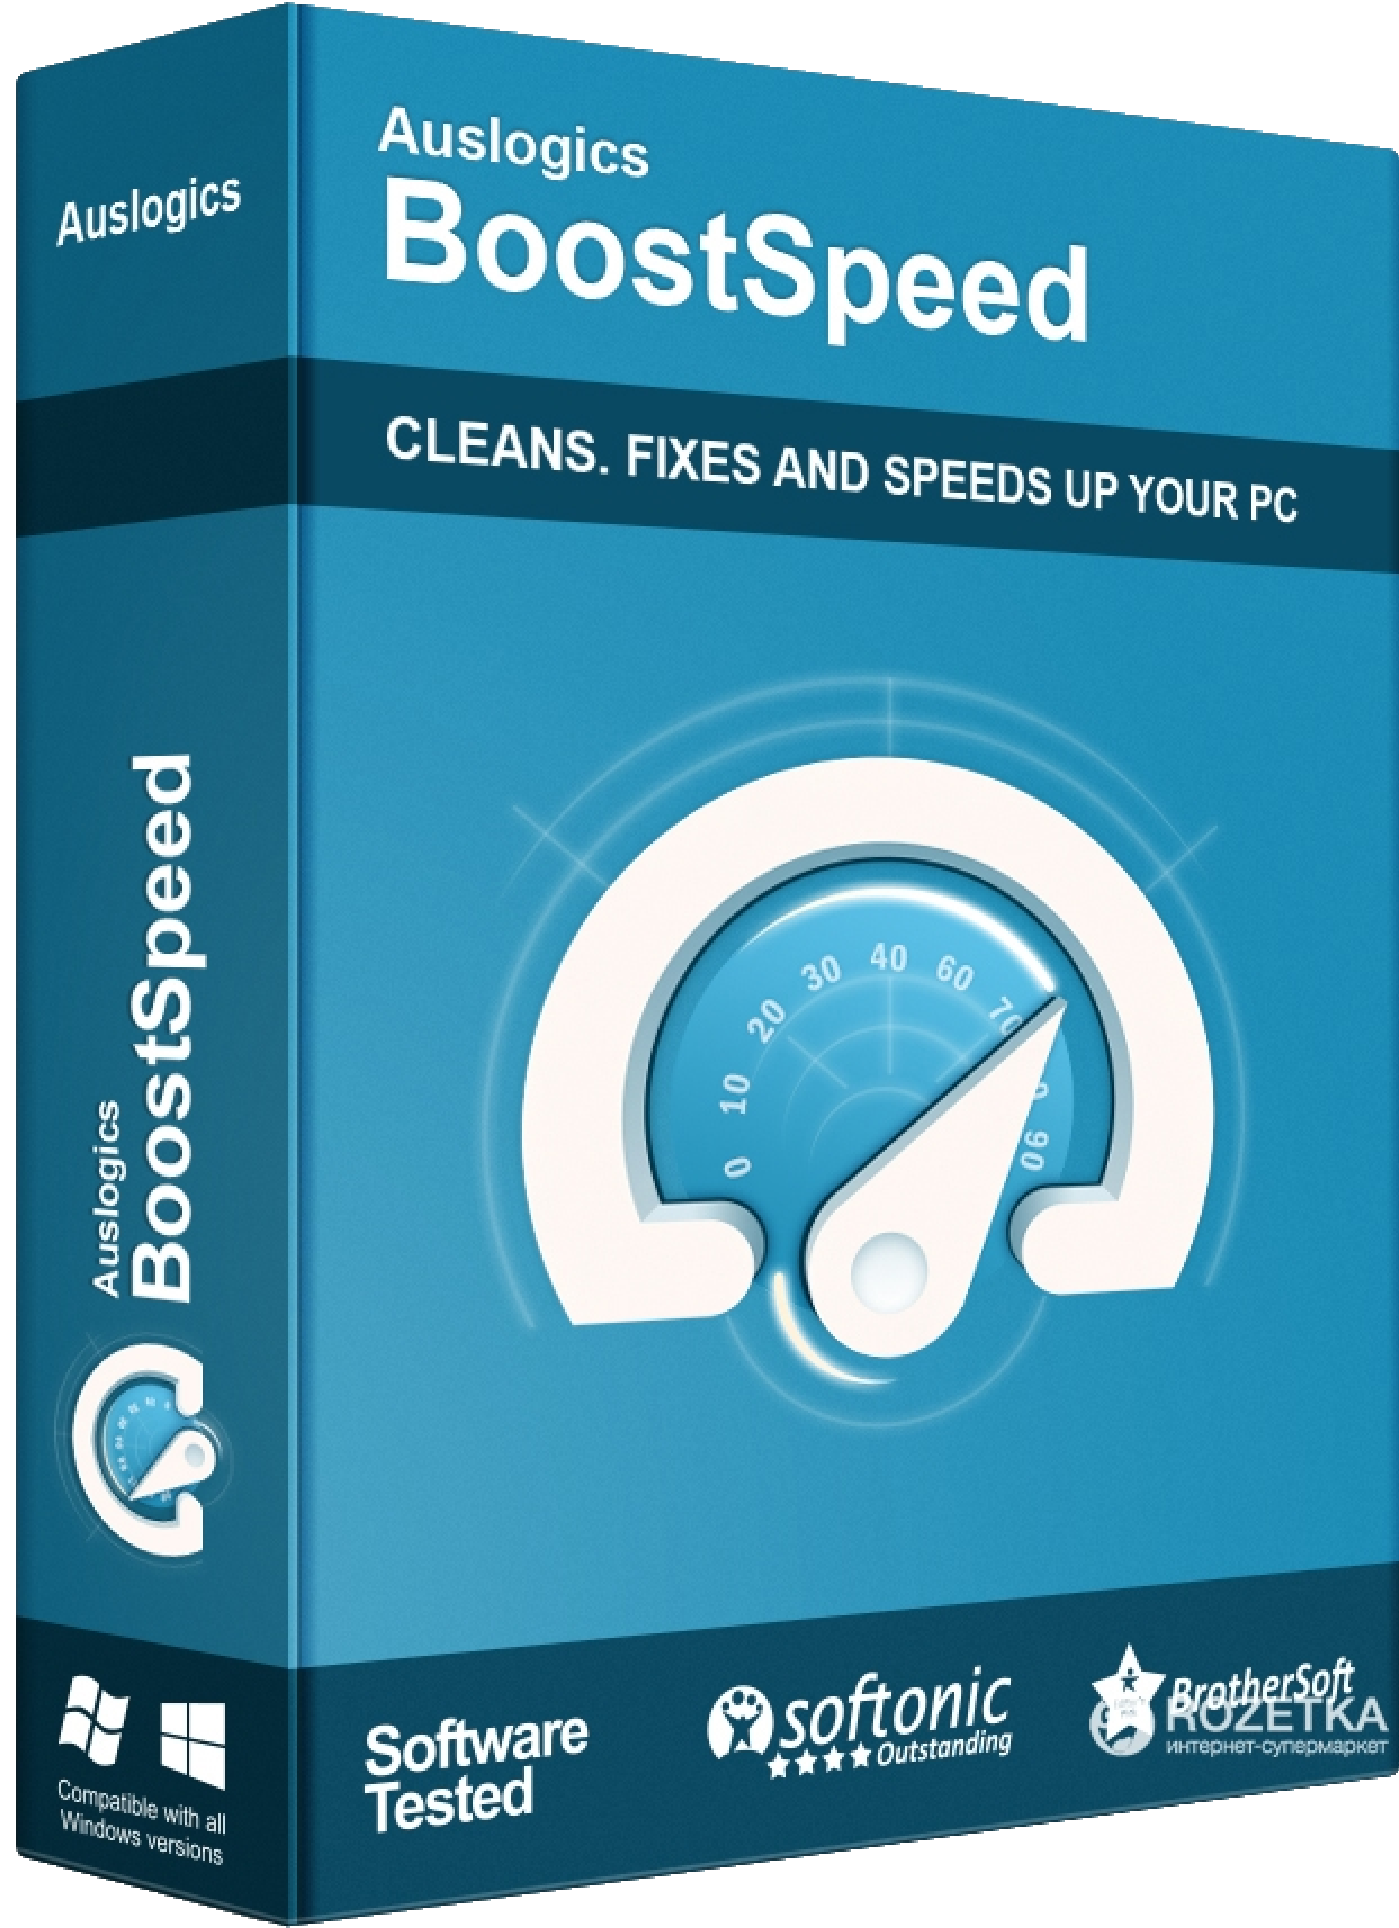 Auslogics
BoostSpeed
CLEANS. FIXES AND SPEEDS UP YOUR PC
0
10
20
30
40
60
70
90
Software
Tested
softonic
Outstanding
BrotherSoft
ROZETKA
интернет-супермаркет
Auslogics
Auslogics
BoostSpeed
Compatible with all
Windows versions